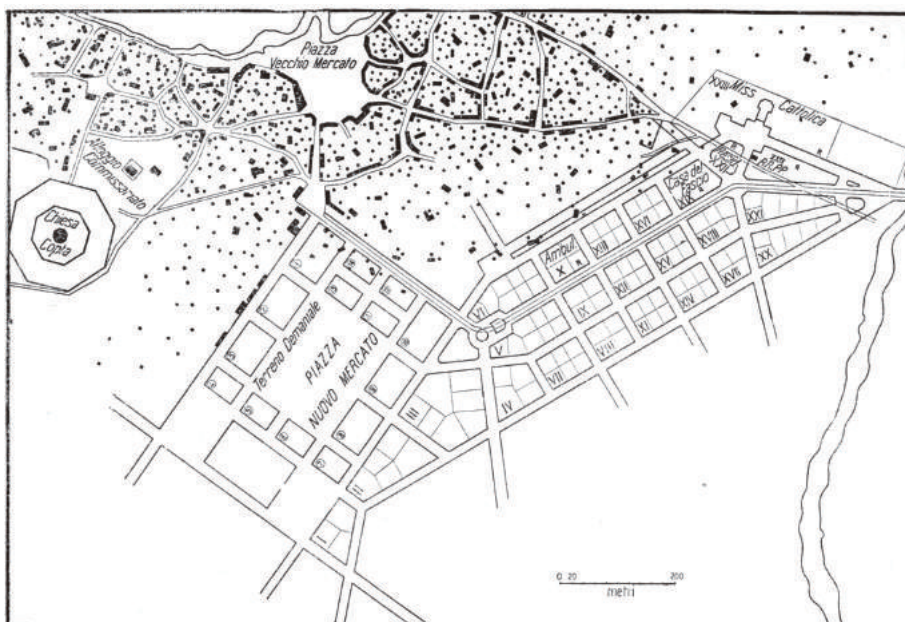 Piazza
Vecchio Mercato
XXIII Miss. Cattolica
Chiesa
Copta
Commissariato
Casa del
Fascio
XIX
Ambul.
X
XIII
XVI
XVIII
XXI
XX
VI
V
IX
XII
XV
XVII
VII
VIII
XI
XIV
IV
III
II
I
Terreno Demaniale
PIAZZA
NUOVO MERCATO
0 20 200
metri